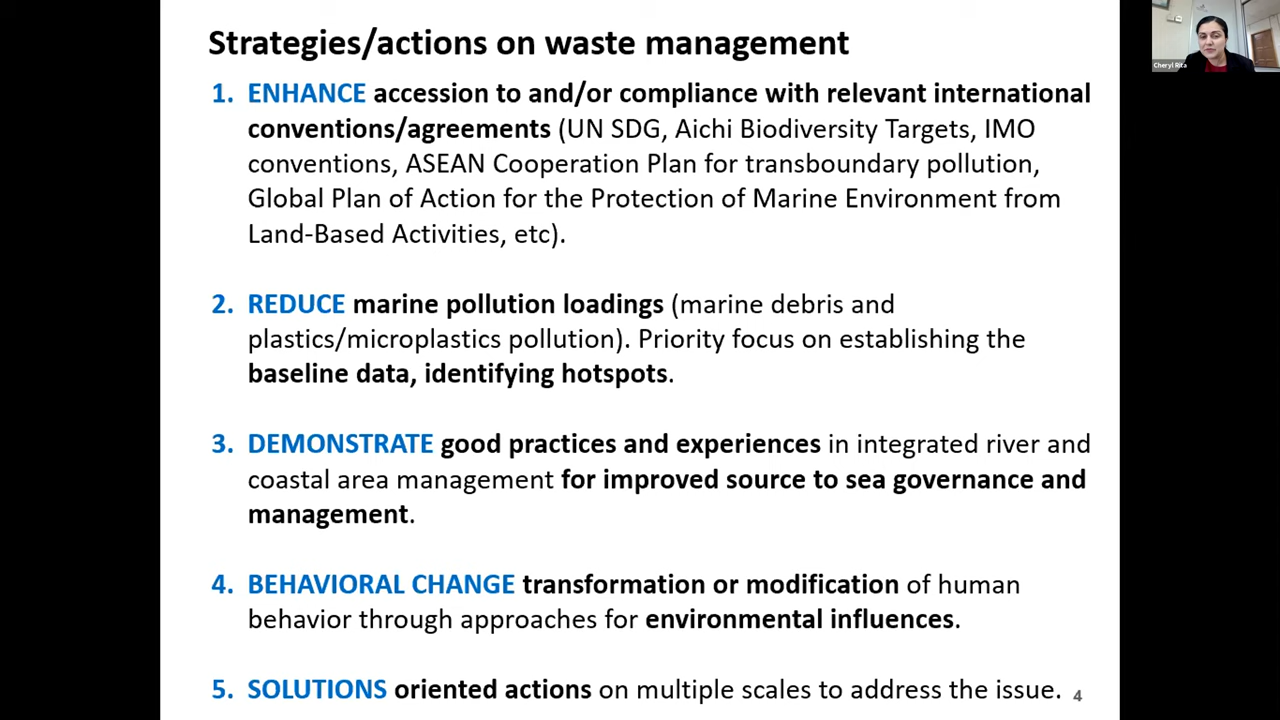 Strategies/actions on waste management
1. ENHANCE accession to and/or compliance with relevant international
conventions/agreements (UN SDG, Aichi Biodiversity Targets, IMO
conventions, ASEAN Cooperation Plan for transboundary pollution,
Global Plan of Action for the Protection of Marine Environment from
Land-Based Activities, etc).
2. REDUCE marine pollution loadings (marine debris and
plastics/microplastics pollution). Priority focus on establishing the
baseline data, identifying hotspots.
3. DEMONSTRATE good practices and experiences in integrated river and
coastal area management for improved source to sea governance and
management.
4. BEHAVIORAL CHANGE transformation or modification of human
behavior through approaches for environmental influences.
5. SOLUTIONS oriented actions on multiple scales to address the issue.
4
Cheryl Rita